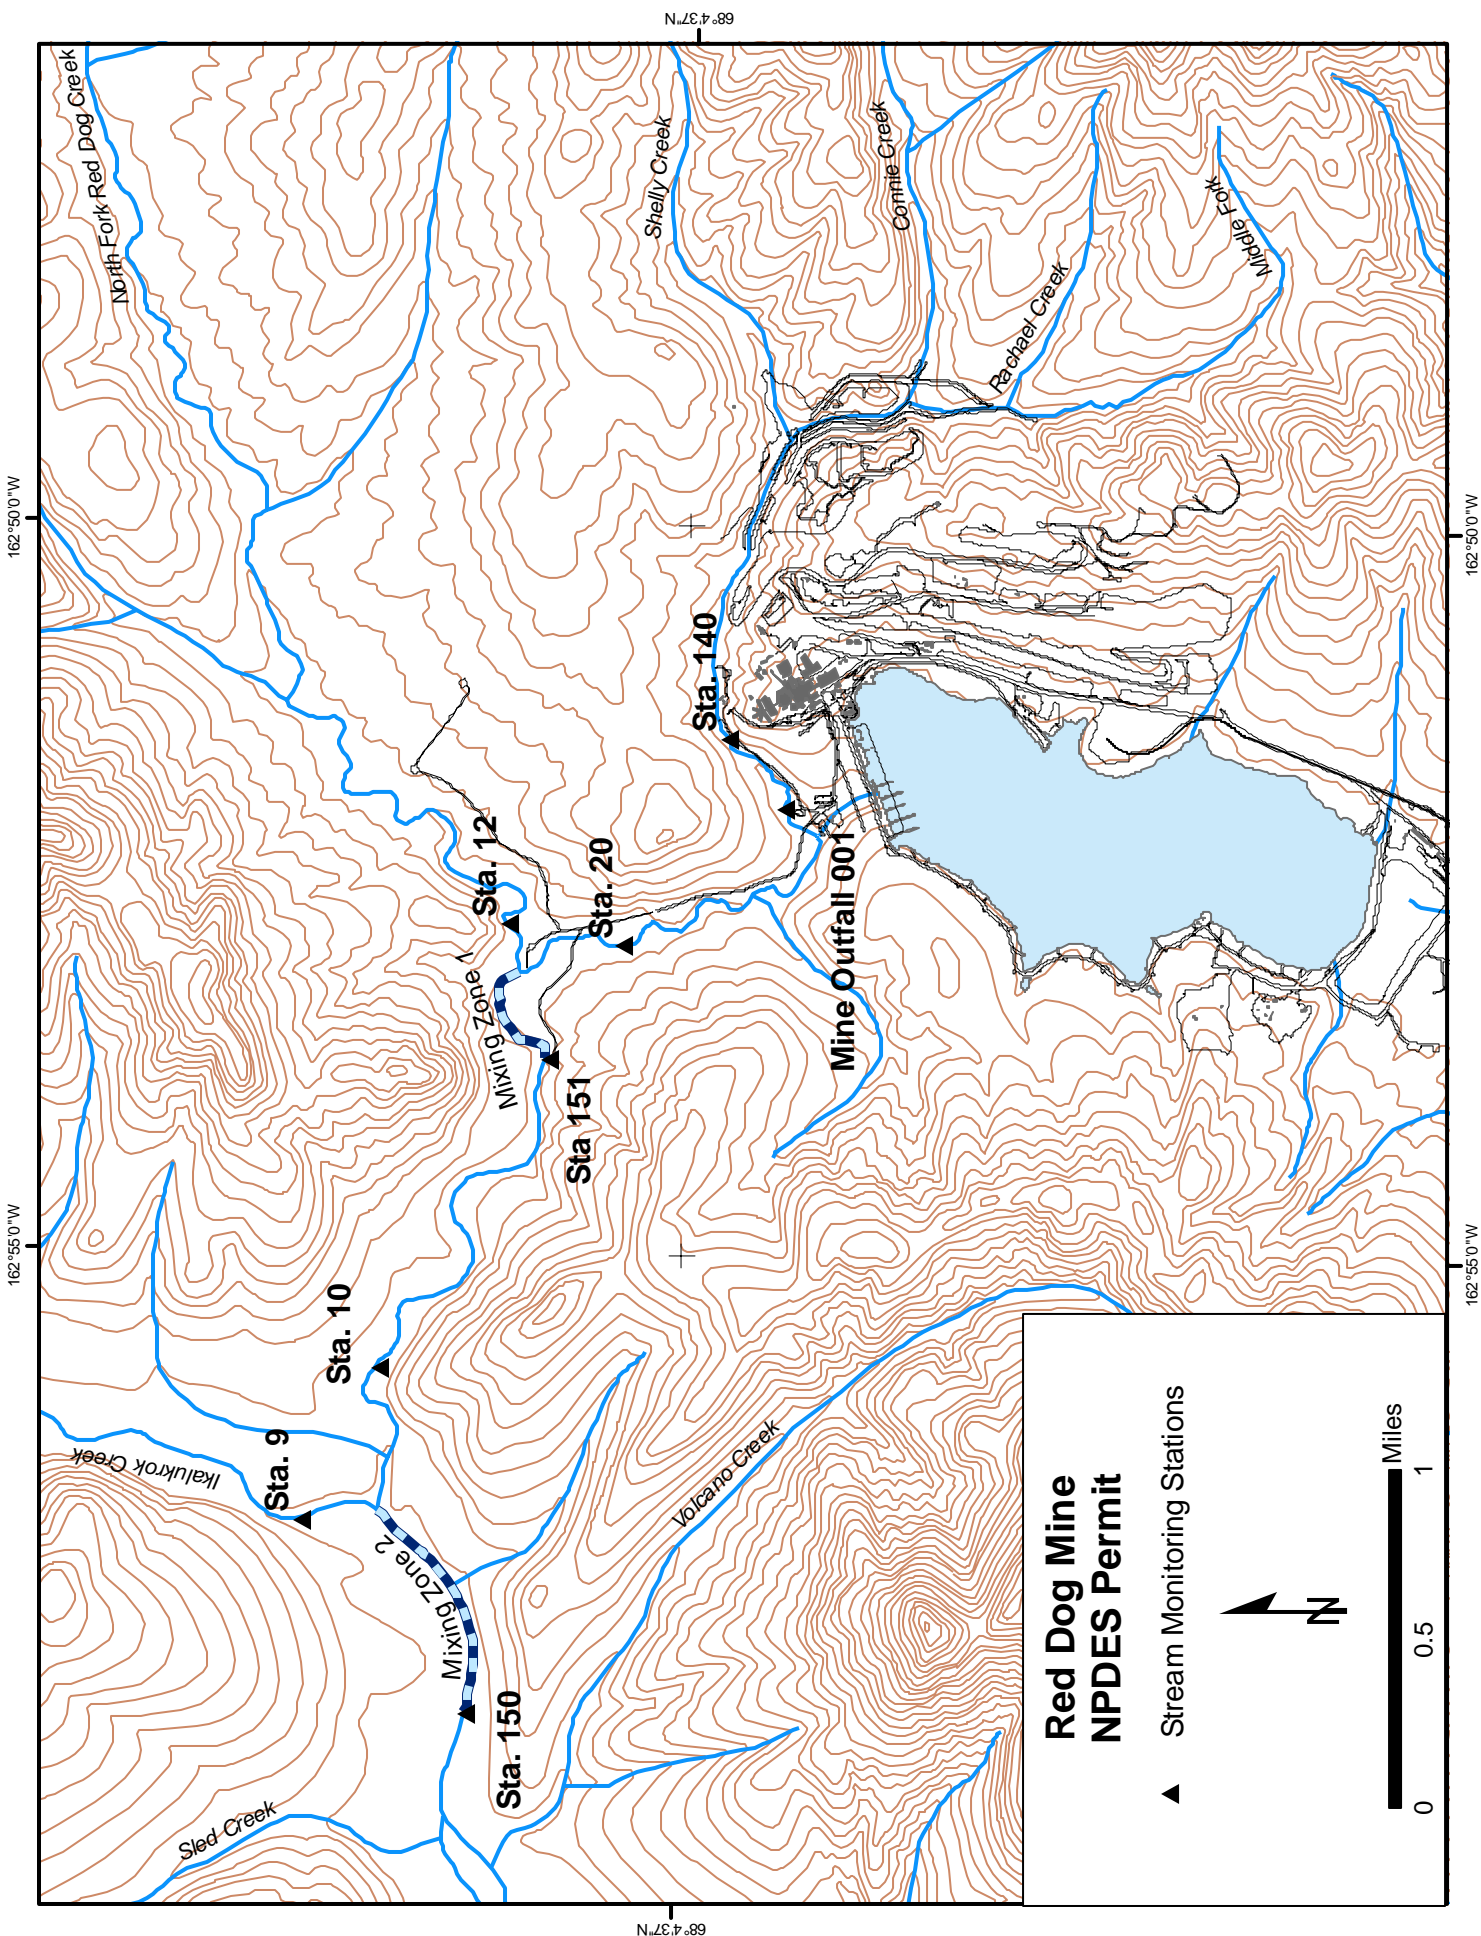 68°4'37"N
162°50'0"W
162°55'0"W
North Fork Red Dog Creek
Shelly Creek
Connie Creek
Rachael Creek
Middle Fork
Sta. 140
Sta. 12
Sta. 20
Mine Outfall 001
Mixing Zone 1
Sta 151
Sta. 10
Sta. 9
Ikalukrok Creek
Mixing Zone 2
Volcano Creek
Sta. 150
Sled Creek
Red Dog Mine
NPDES Permit
Stream Monitoring Stations
N
Miles
0 0.5 1
162°50'0"W
162°55'0"W
68°4'37"N